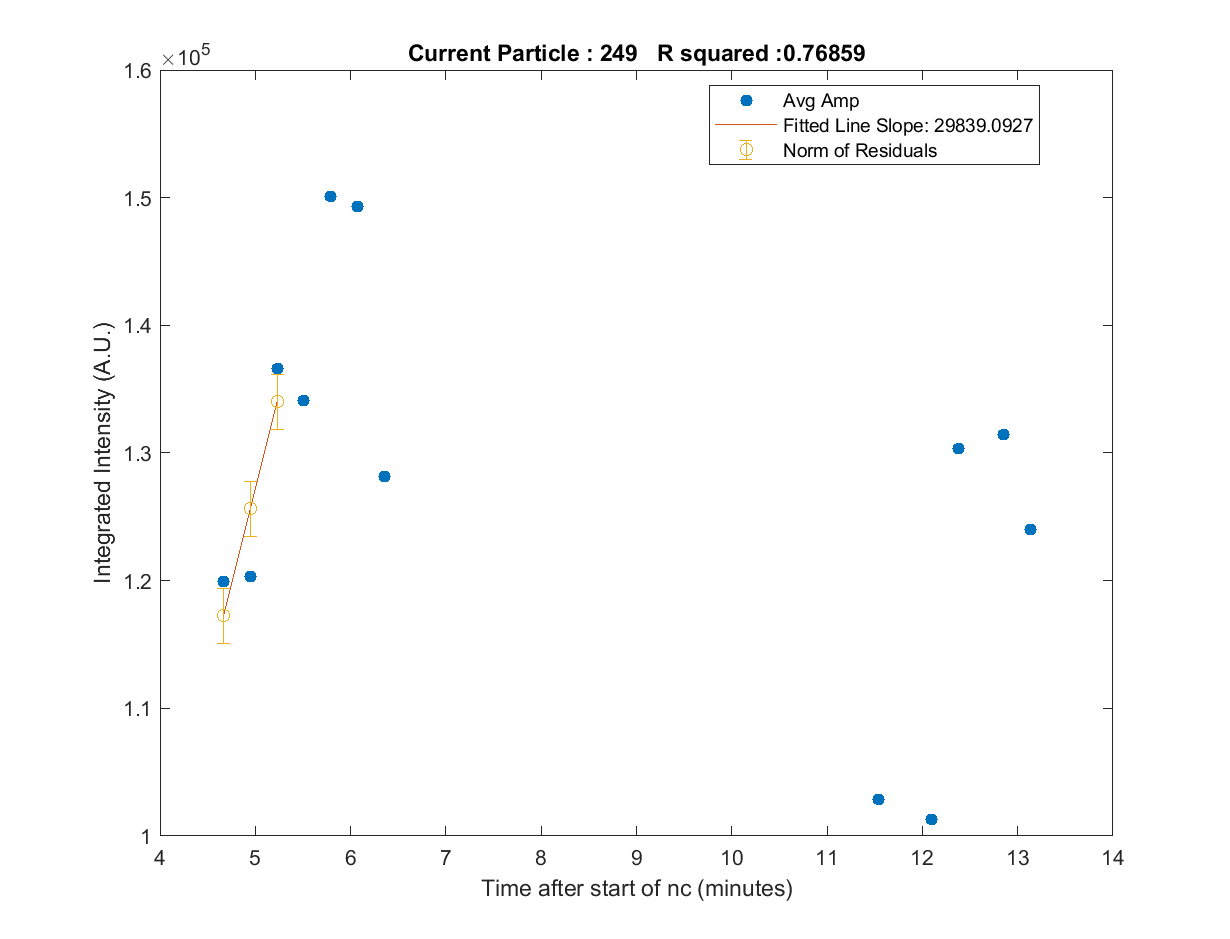 Current Particle : 249   R squared :0.76859
×10^5
1.6
1.5
1.4
1.3
1.2
1.1
1
Integrated Intensity (A.U.)
Avg Amp
Fitted Line Slope: 29839.0927
Norm of Residuals
4 5 6 7 8 9 10 11 12 13 14
Time after start of nc (minutes)